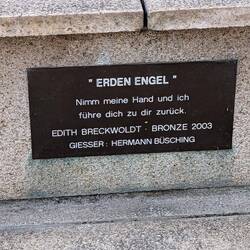 " ERDEN ENGEL "
Nimm meine Hand und ich
führe dich zu dir zurück.
EDITH BRECKWOLDT · BRONZE 2003
GIESSER : HERMANN BÜSCHING